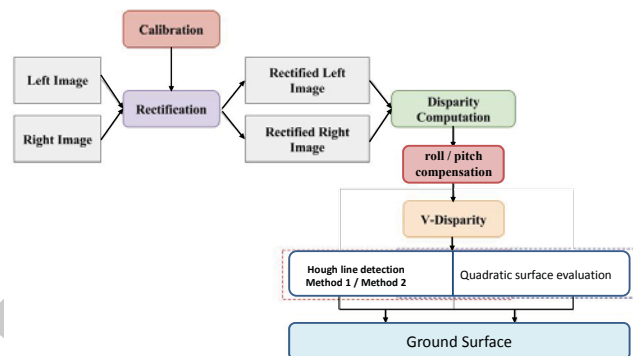 Calibration
Left Image
Right Image
Rectification
Rectified Left
Image
Rectified Right
Image
Disparity
Computation
roll / pitch
compensation
V-Disparity
Hough line detection
Method 1 / Method 2
Quadratic surface evaluation
Ground Surface